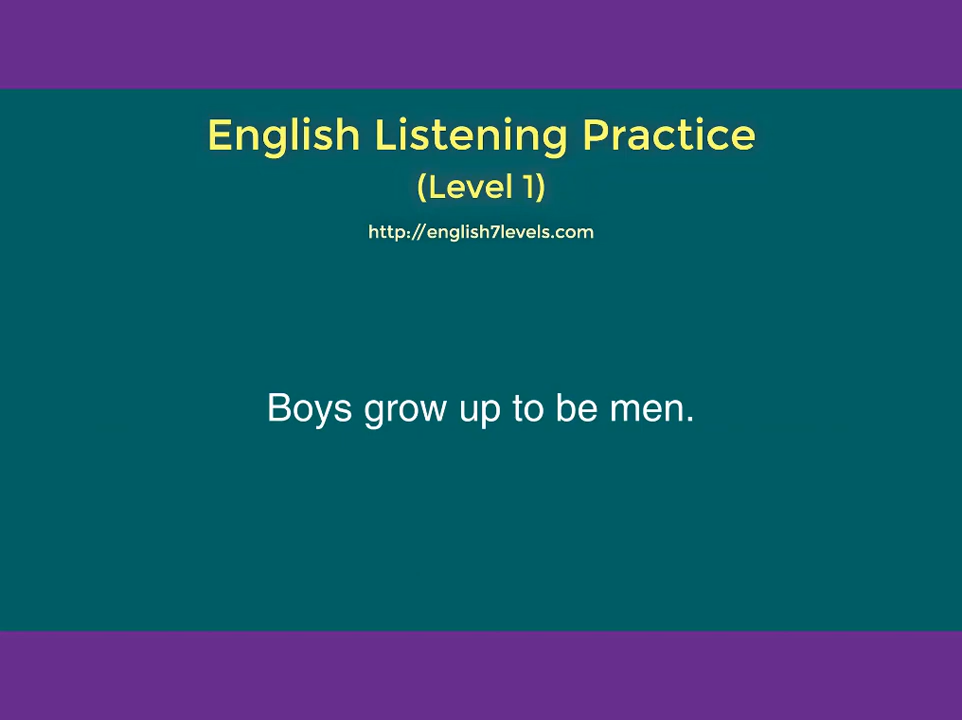 English Listening Practice
(Level 1)
http://english7levels.com
Boys grow up to be men.